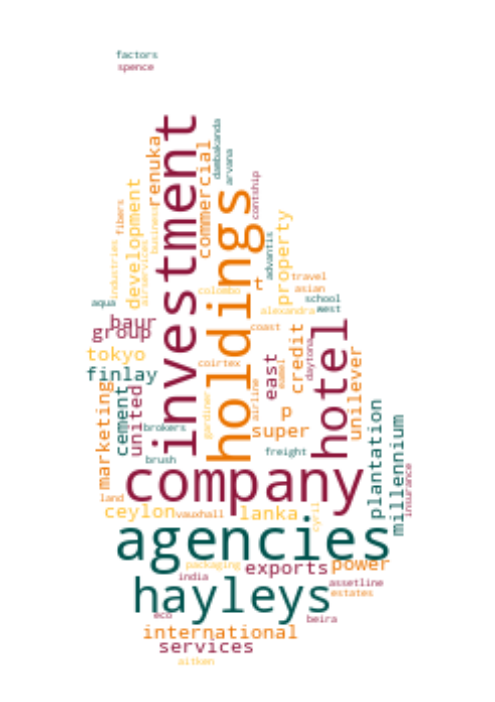 factors
spence
investment
dambakanda
renuka
commercial
arvana
contship
development
holdings
fibers
business
property
advantis
industries
airservices
travel
t
asian
colombo
school
aqua
alexandra
west
baur
group
hotel
coast
credit
tokyo
daytona
unilever
east
coirtex
finlay
marketing
united
cement
airline
gardiner
p
plantation
super
brokers
millennium
freight
brush
insurance
company
land
ceylon
vauxhall
lanka
cyril
agencies
packaging
exports
power
india
assetline
hayleys
estates
eco
beira
international
services
aitken